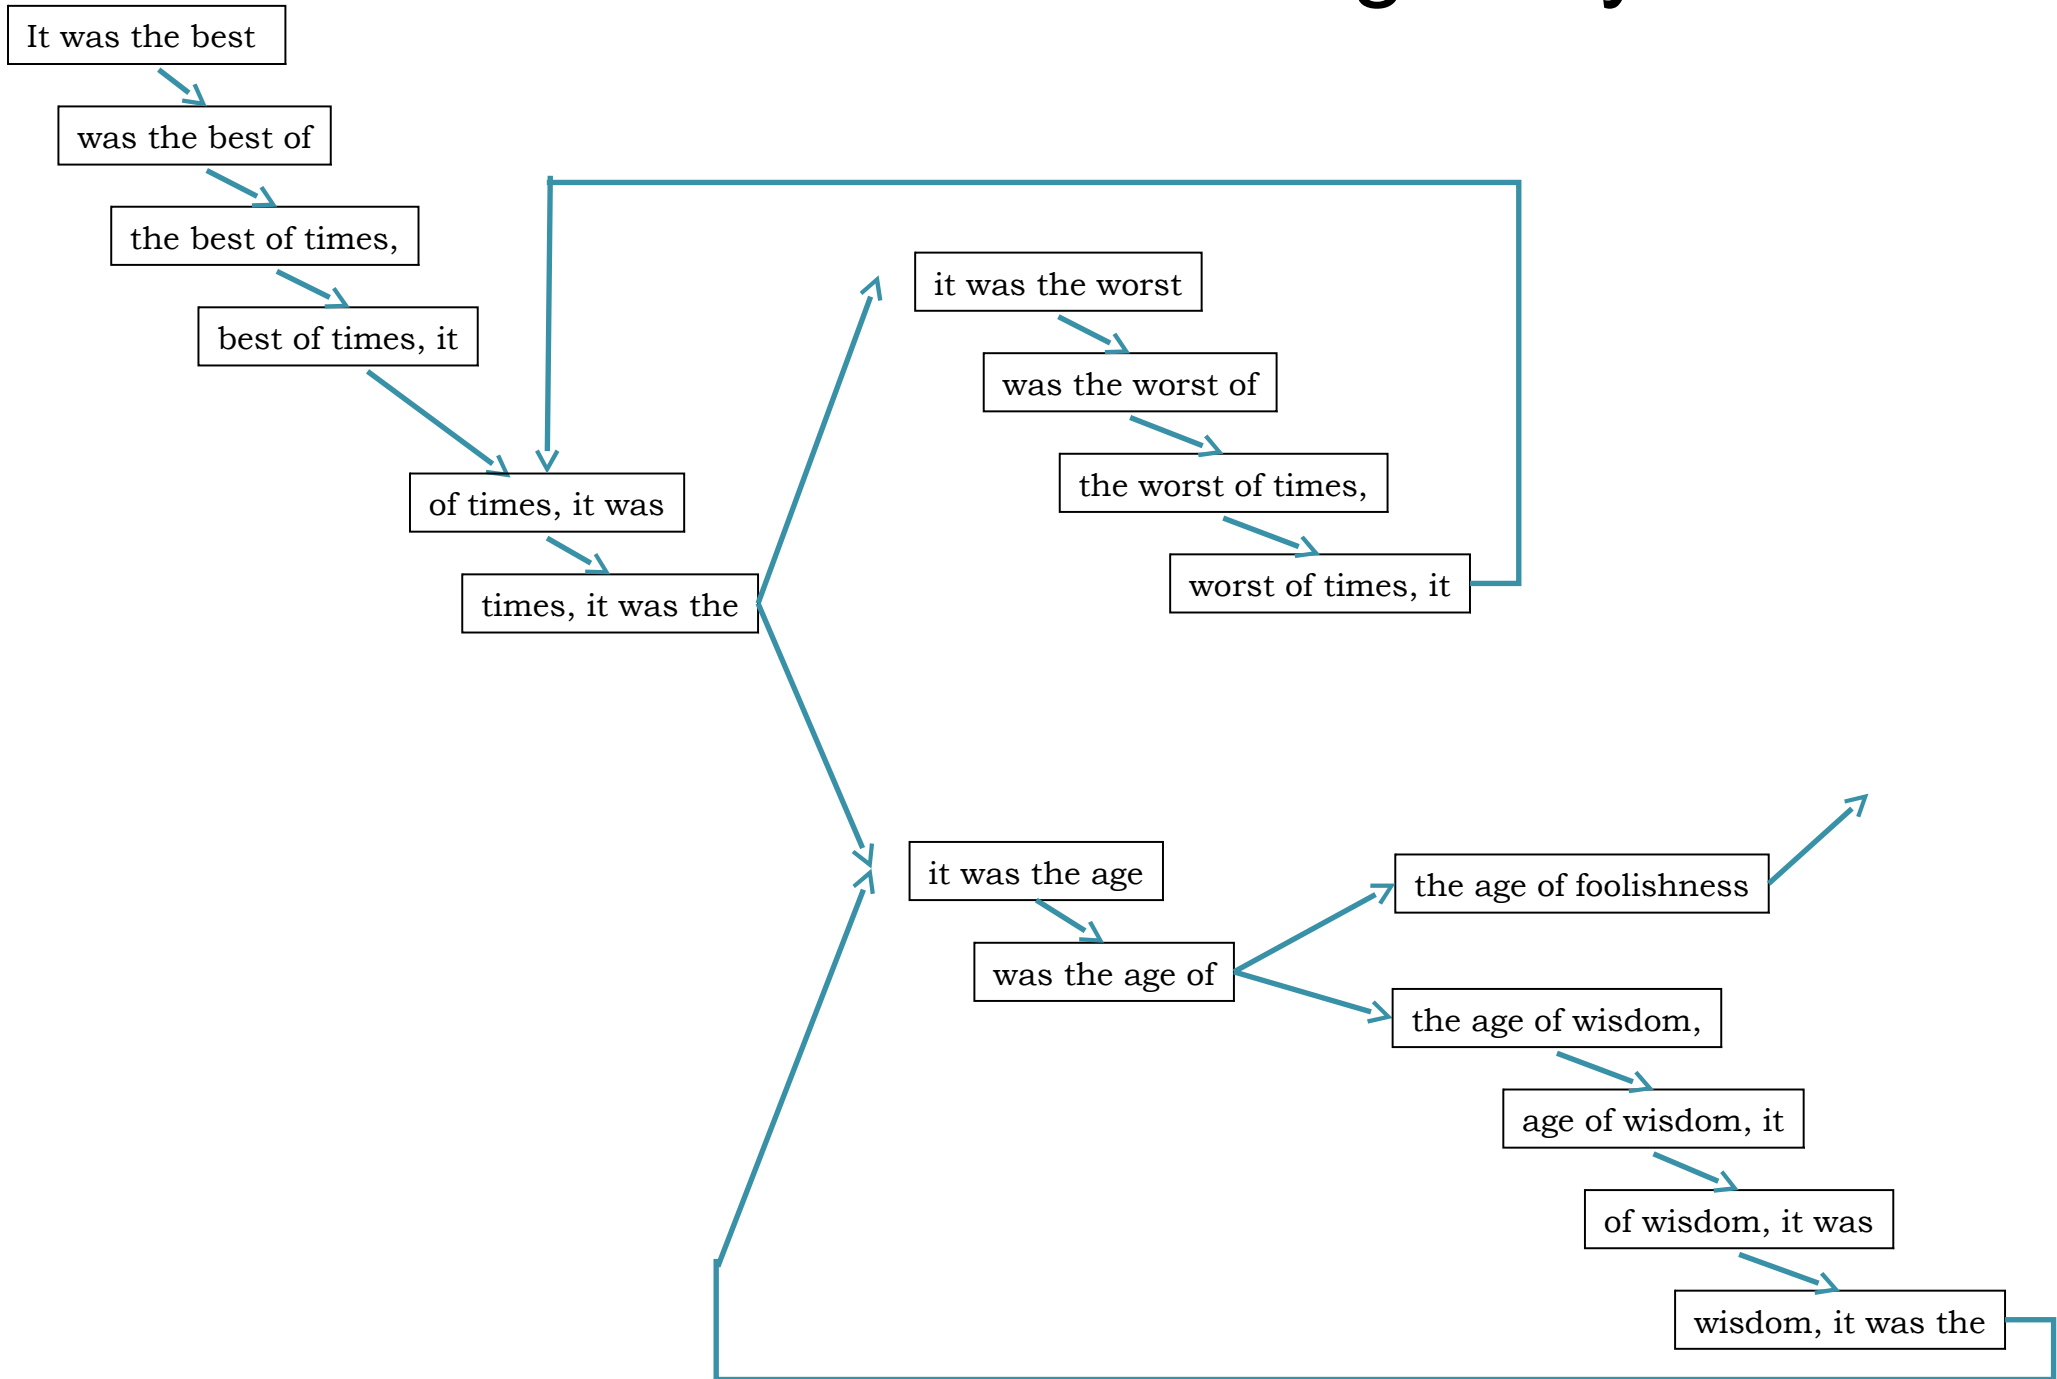 It was the best
was the best of
the best of times,
best of times, it
of times, it was
times, it was the
it was the worst
was the worst of
the worst of times,
worst of times, it
it was the age
was the age of
the age of foolishness
the age of wisdom,
age of wisdom, it
of wisdom, it was
wisdom, it was the